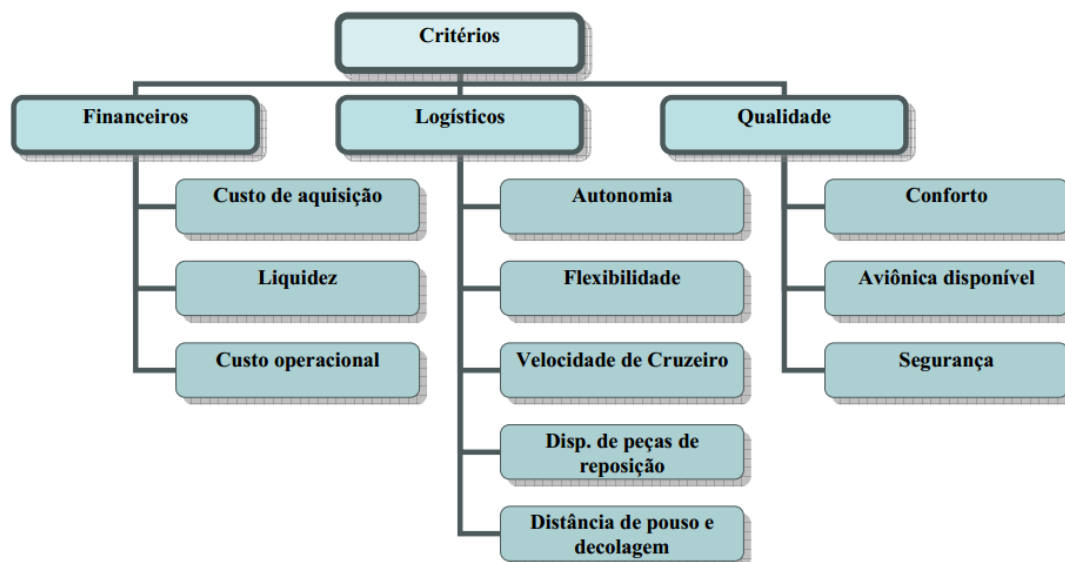 Critérios
Financeiros
Logísticos
Qualidade
Custo de aquisição
Liquidez
Custo operacional
Autonomia
Flexibilidade
Velocidade de Cruzeiro
Disp. de peças de
reposição
Distância de pouso e
decolagem
Conforto
Aviônica disponível
Segurança